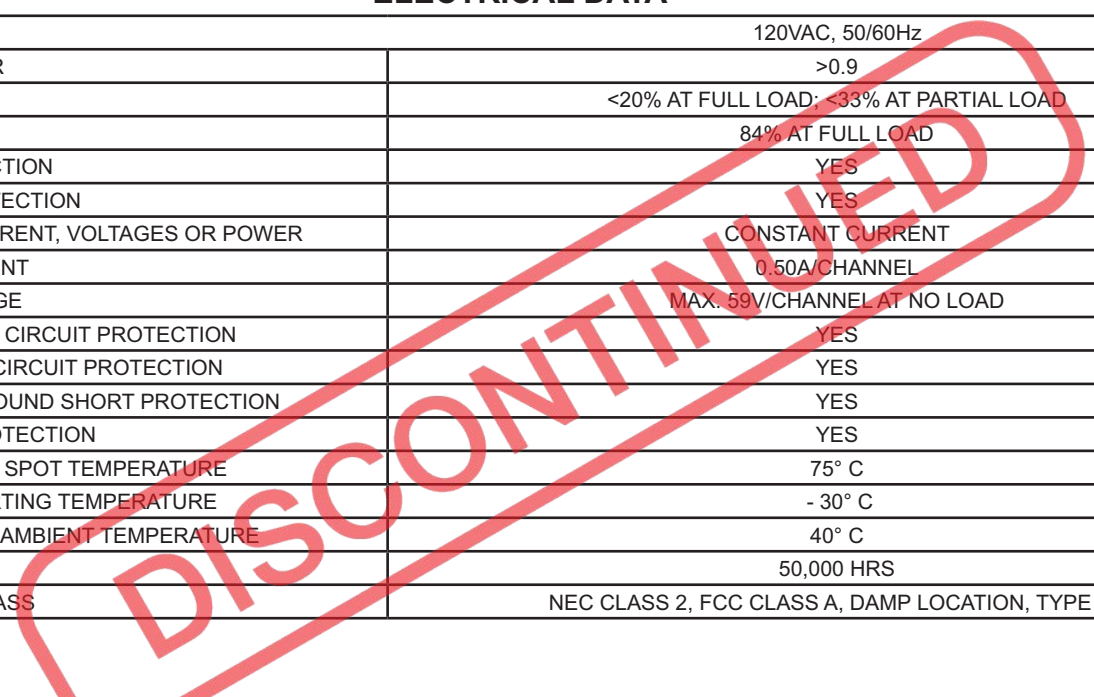 ELECTRICAL DATA
120VAC, 50/60Hz
R >0.9
<20% AT FULL LOAD; <33% AT PARTIAL LOAD
84% AT FULL LOAD
CTION YES
TECTION YES
RENT, VOLTAGES OR POWER CONSTANT CURRENT
NT 0.50A/CHANNEL
GE MAX. 59V/CHANNEL AT NO LOAD
CIRCUIT PROTECTION YES
CIRCUIT PROTECTION YES
OUND SHORT PROTECTION YES
OTECTION YES
SPOT TEMPERATURE 75° C
TING TEMPERATURE - 30° C
AMBIENT TEMPERATURE 40° C
50,000 HRS
ASS NEC CLASS 2, FCC CLASS A, DAMP LOCATION, TYPE
DISCONTINUED